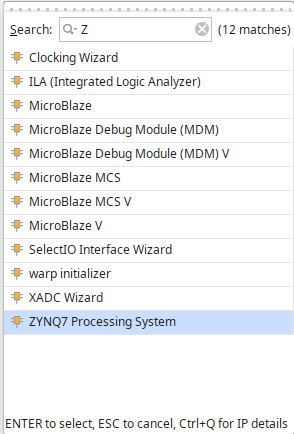 Search: Z (12 matches)
Clocking Wizard
ILA (Integrated Logic Analyzer)
MicroBlaze
MicroBlaze Debug Module (MDM)
MicroBlaze Debug Module (MDM) V
MicroBlaze MCS
MicroBlaze MCS V
MicroBlaze V
SelectIO Interface Wizard
warp initializer
XADC Wizard
ZYNQ7 Processing System
ENTER to select, ESC to cancel, Ctrl+Q for IP details